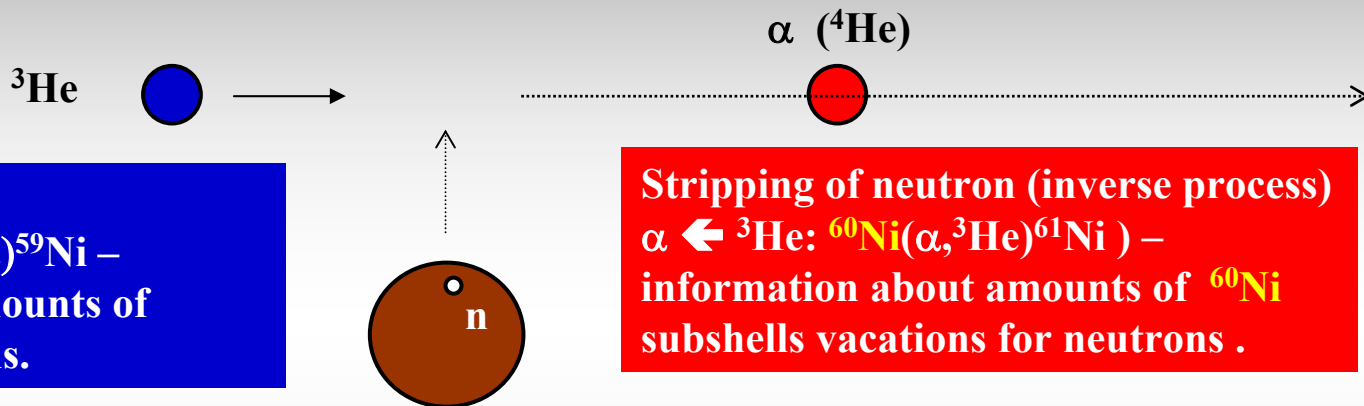 α (⁴He)
³He
)⁵⁹Ni –
ounts of
s.
n
Stripping of neutron (inverse process)
α 🡸 ³He: ⁶⁰Ni(α,³He)⁶¹Ni ) –
information about amounts of ⁶⁰Ni
subshells vacations for neutrons .